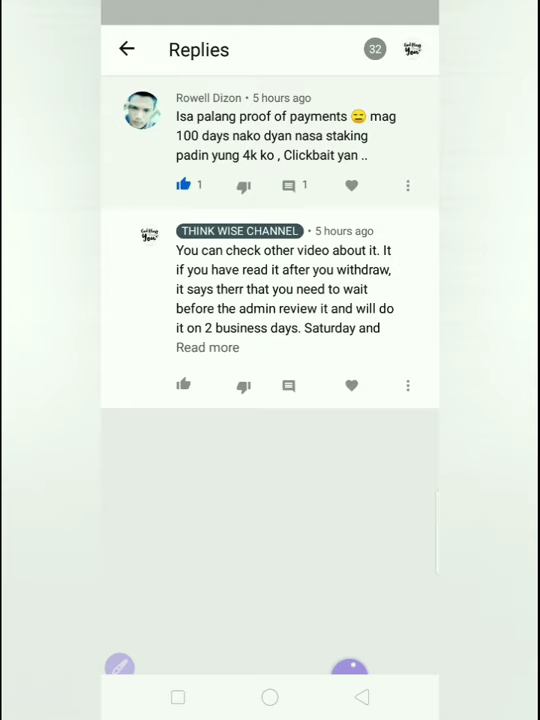 Replies
32
Rowell Dizon • 5 hours ago
Isa palang proof of payments 😑 mag
100 days nako dyan nasa staking
padin yung 4k ko , Clickbait yan ..
1
1
THINK WISE CHANNEL • 5 hours ago
You can check other video about it. It
if you have read it after you withdraw,
it says therr that you need to wait
before the admin review it and will do
it on 2 business days. Saturday and
Read more